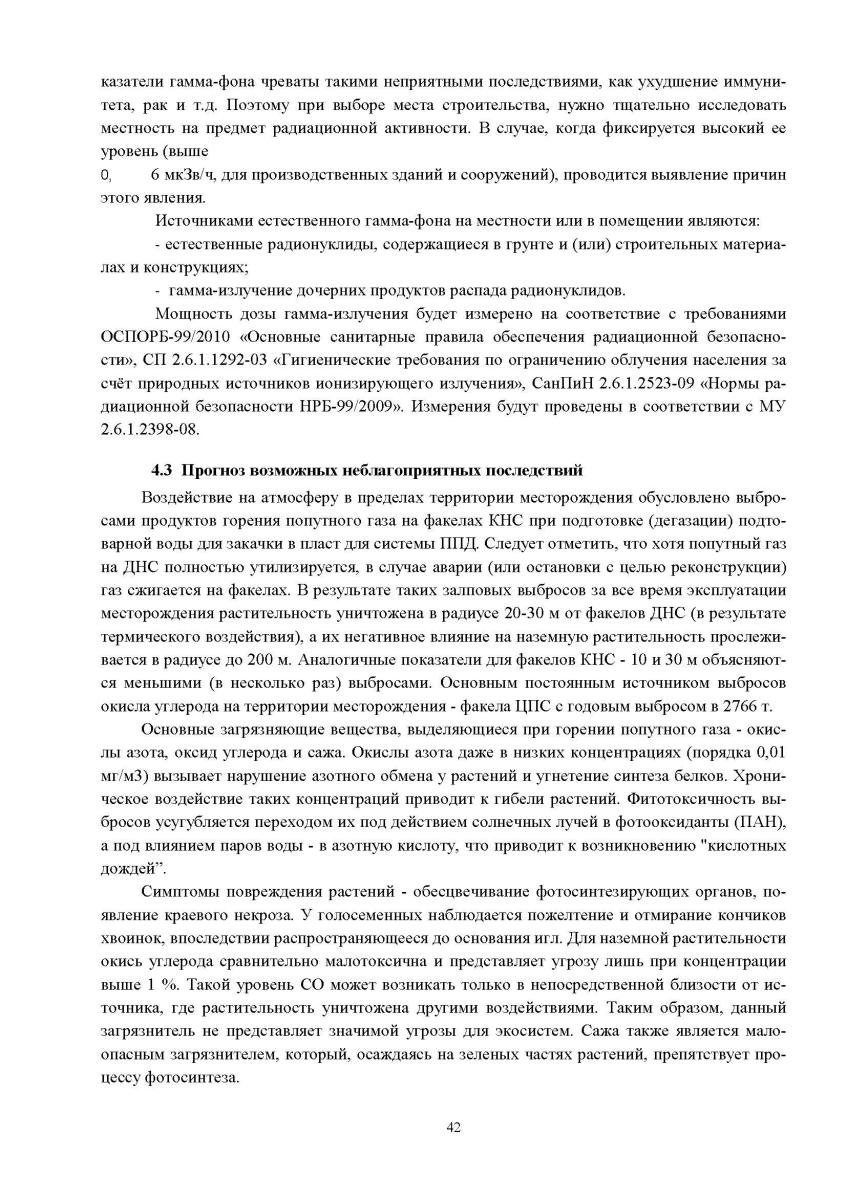 казатели гамма-фона чреваты такими неприятными последствиями, как ухудшение иммуни-
тета, рак и т.д. Поэтому при выборе места строительства, нужно тщательно исследовать
местность на предмет радиационной активности. В случае, когда фиксируется высокий ее
уровень (выше
0, 6 мкЗв/ч, для производственных зданий и сооружений), проводится выявление причин
этого явления.
Источниками естественного гамма-фона на местности или в помещении являются:
- естественные радионуклиды, содержащиеся в грунте и (или) строительных материа-
лах и конструкциях;
- гамма-излучение дочерних продуктов распада радионуклидов.
Мощность дозы гамма-излучения будет измерено на соответствие с требованиями
ОСПОРБ-99/2010 «Основные санитарные правила обеспечения радиационной безопасно-
сти», СП 2.6.1.1292-03 «Гигиенические требования по ограничению облучения населения за
счёт природных источников ионизирующего излучения», СанПиН 2.6.1.2523-09 «Нормы ра-
диационной безопасности НРБ-99/2009». Измерения будут проведены в соответствии с МУ
2.6.1.2398-08.
4.3 Прогноз возможных неблагоприятных последствий
Воздействие на атмосферу в пределах территории месторождения обусловлено выбро-
сами продуктов горения попутного газа на факелах КНС при подготовке (дегазации) подто-
варной воды для закачки в пласт для системы ППД. Следует отметить, что хотя попутный газ
на ДНС полностью утилизируется, в случае аварии (или остановки с целью реконструкции)
газ сжигается на факелах. В результате таких залповых выбросов за все время эксплуатации
месторождения растительность уничтожена в радиусе 20-30 м от факелов ДНС (в результате
термического воздействия), а их негативное влияние на наземную растительность прослежи-
вается в радиусе до 200 м. Аналогичные показатели для факелов КНС - 10 и 30 м объясняют-
ся меньшими (в несколько раз) выбросами. Основным постоянным источником выбросов
окисла углерода на территории месторождения - факела ЦПС с годовым выбросом в 2766 т.
Основные загрязняющие вещества, выделяющиеся при горении попутного газа - окис-
лы азота, оксид углерода и сажа. Окислы азота даже в низких концентрациях (порядка 0,01
мг/м3) вызывает нарушение азотного обмена у растений и угнетение синтеза белков. Хрони-
ческое воздействие таких концентраций приводит к гибели растений. Фитотоксичность вы-
бросов усугубляется переходом их под действием солнечных лучей в фотооксиданты (ПАН),
а под влиянием паров воды - в азотную кислоту, что приводит к возникновению "кислотных
дождей”.
Симптомы повреждения растений - обесцвечивание фотосинтезирующих органов, по-
явление краевого некроза. У голосеменных наблюдается пожелтение и отмирание кончиков
хвоинок, впоследствии распространяющееся до основания игл. Для наземной растительности
окись углерода сравнительно малотоксична и представляет угрозу лишь при концентрации
выше 1 %. Такой уровень СО может возникать только в непосредственной близости от ис-
точника, где растительность уничтожена другими воздействиями. Таким образом, данный
загрязнитель не представляет значимой угрозы для экосистем. Сажа также является мало-
опасным загрязнителем, который, осаждаясь на зеленых частях растений, препятствует про-
цессу фотосинтеза.
42